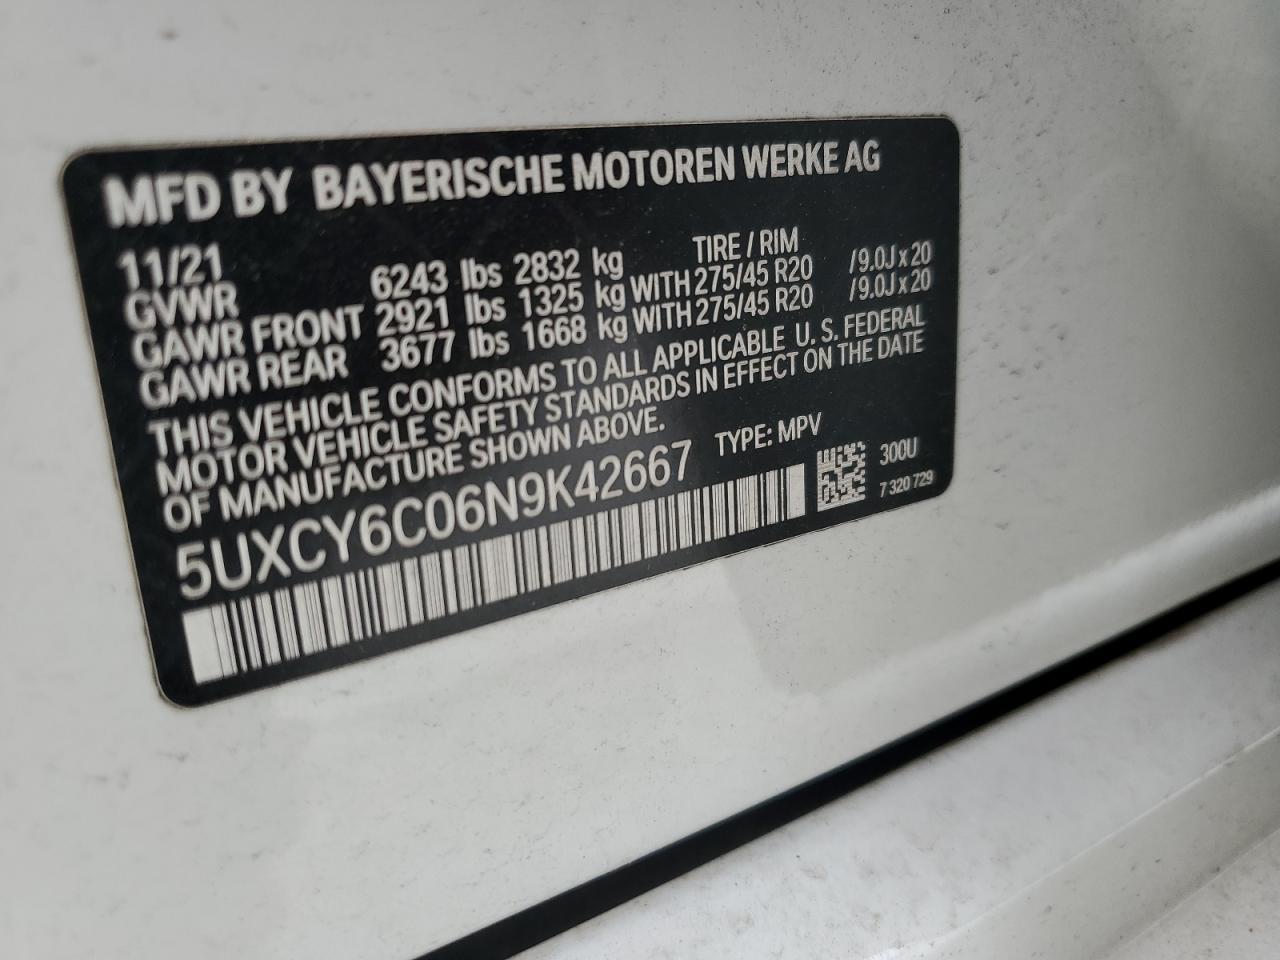 MFD BY BAYERISCHE MOTOREN WERKE AG
11/21 TIRE / RIM
GVWR 6243 lbs 2832 kg
GAWR FRONT 2921 lbs 1325 kg WITH 275/45 R20 /9.0J x 20
GAWR REAR 3677 lbs 1668 kg WITH 275/45 R20 /9.0J x 20
THIS VEHICLE CONFORMS TO ALL APPLICABLE U. S. FEDERAL
MOTOR VEHICLE SAFETY STANDARDS IN EFFECT ON THE DATE
OF MANUFACTURE SHOWN ABOVE.
5UXCY6C06N9K42667 TYPE: MPV
300U
7 320 729